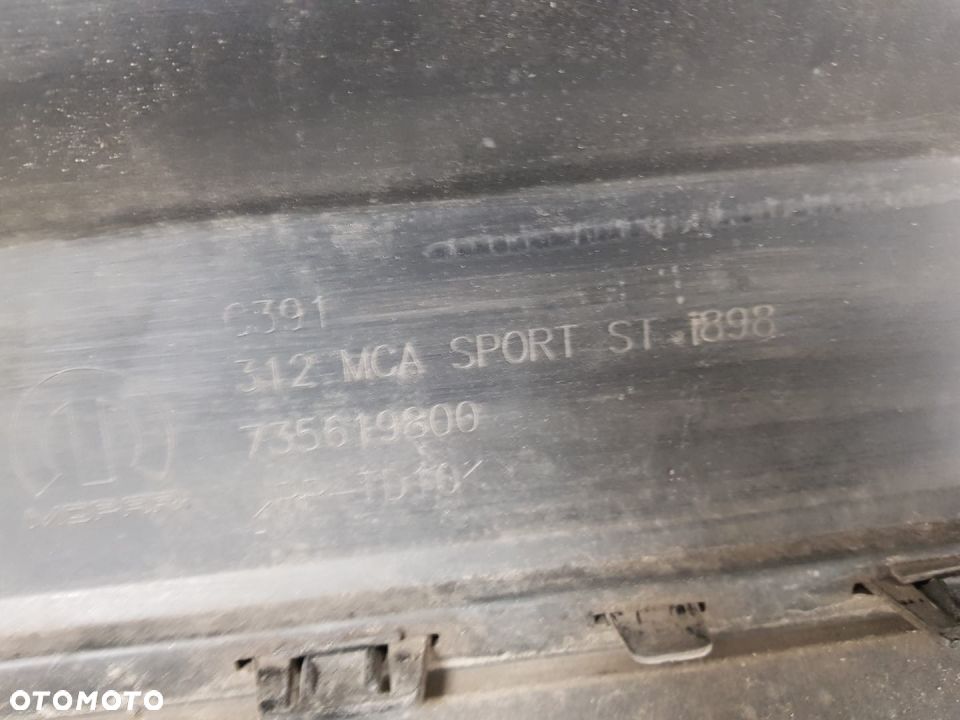 C391
312 MCA SPORT ST.1898
735619800
OTOMOTO